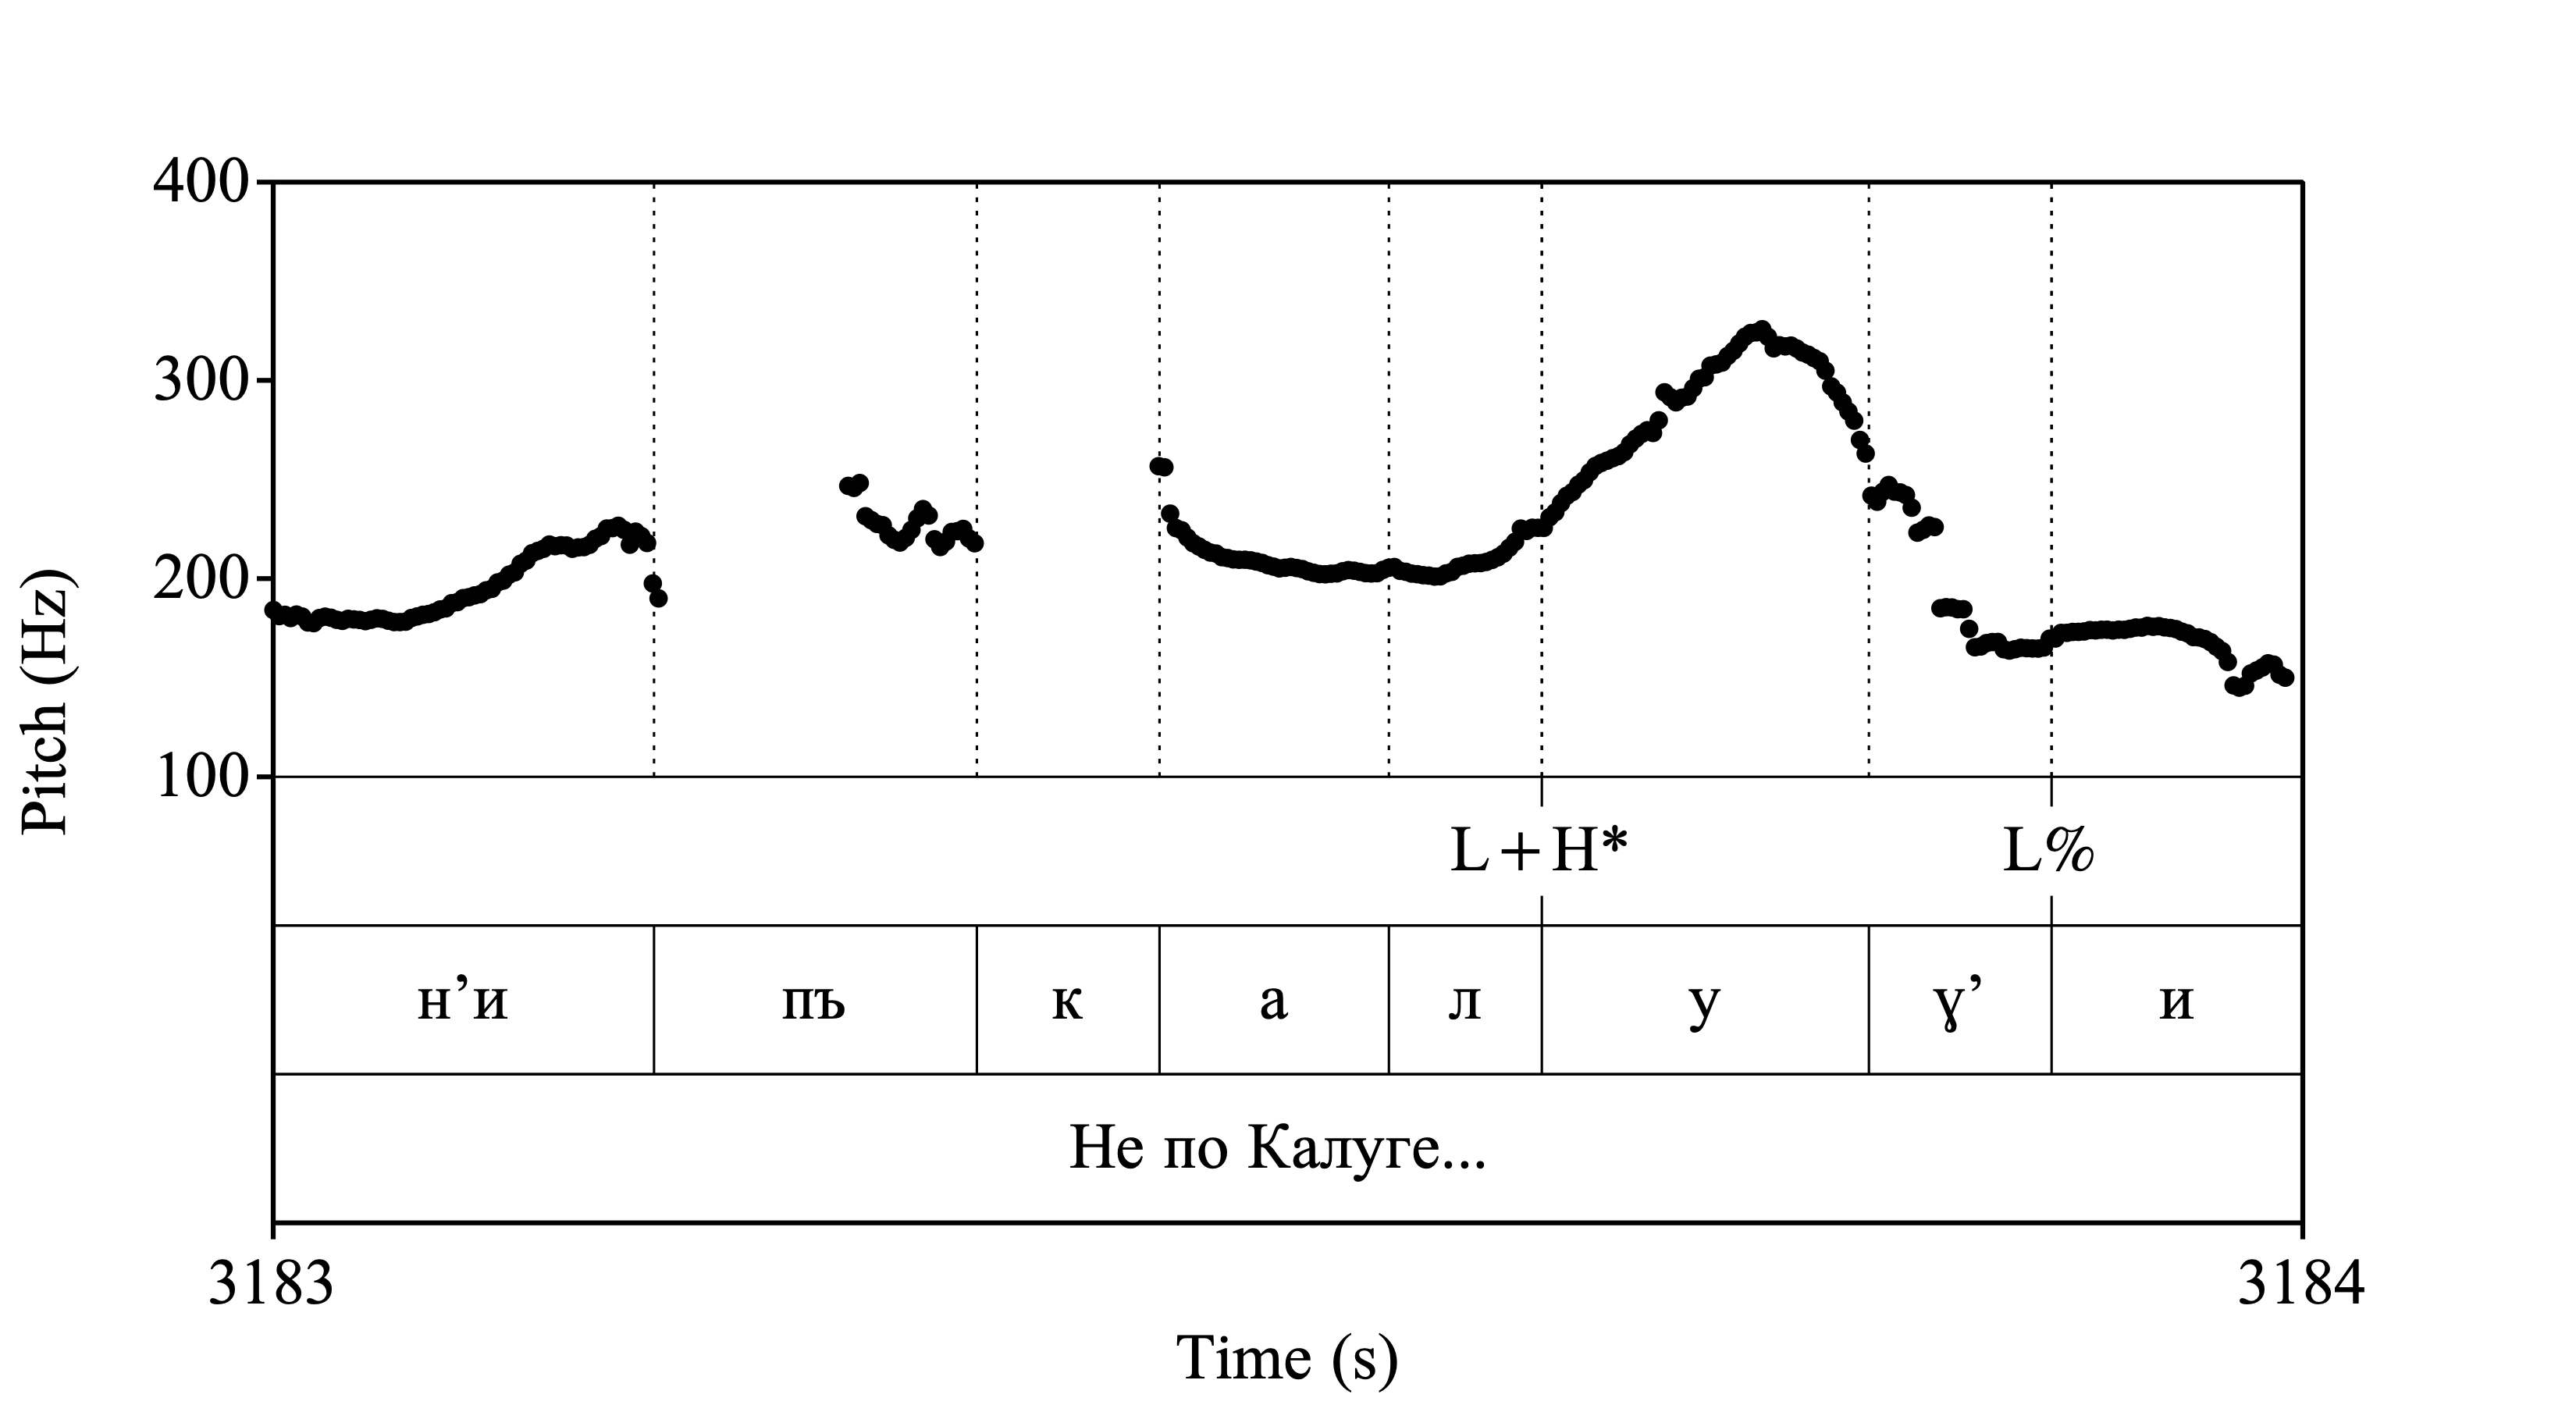 400
300
200
100
Pitch (Hz)
L+H* L%
н’и пъ к а л у ɣ’ и
Не по Калуге...
3183 3184
Time (s)